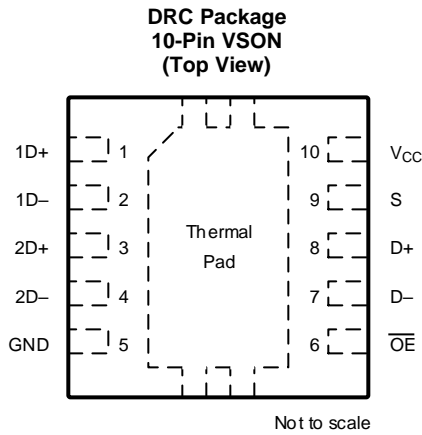 DRC Package
10-Pin VSON
(Top View)
1D+ 1 10 VCC
1D– 2 9 S
2D+ 3 Thermal Pad 8 D+
2D– 4 7 D–
GND 5 6 OE
Not to scale